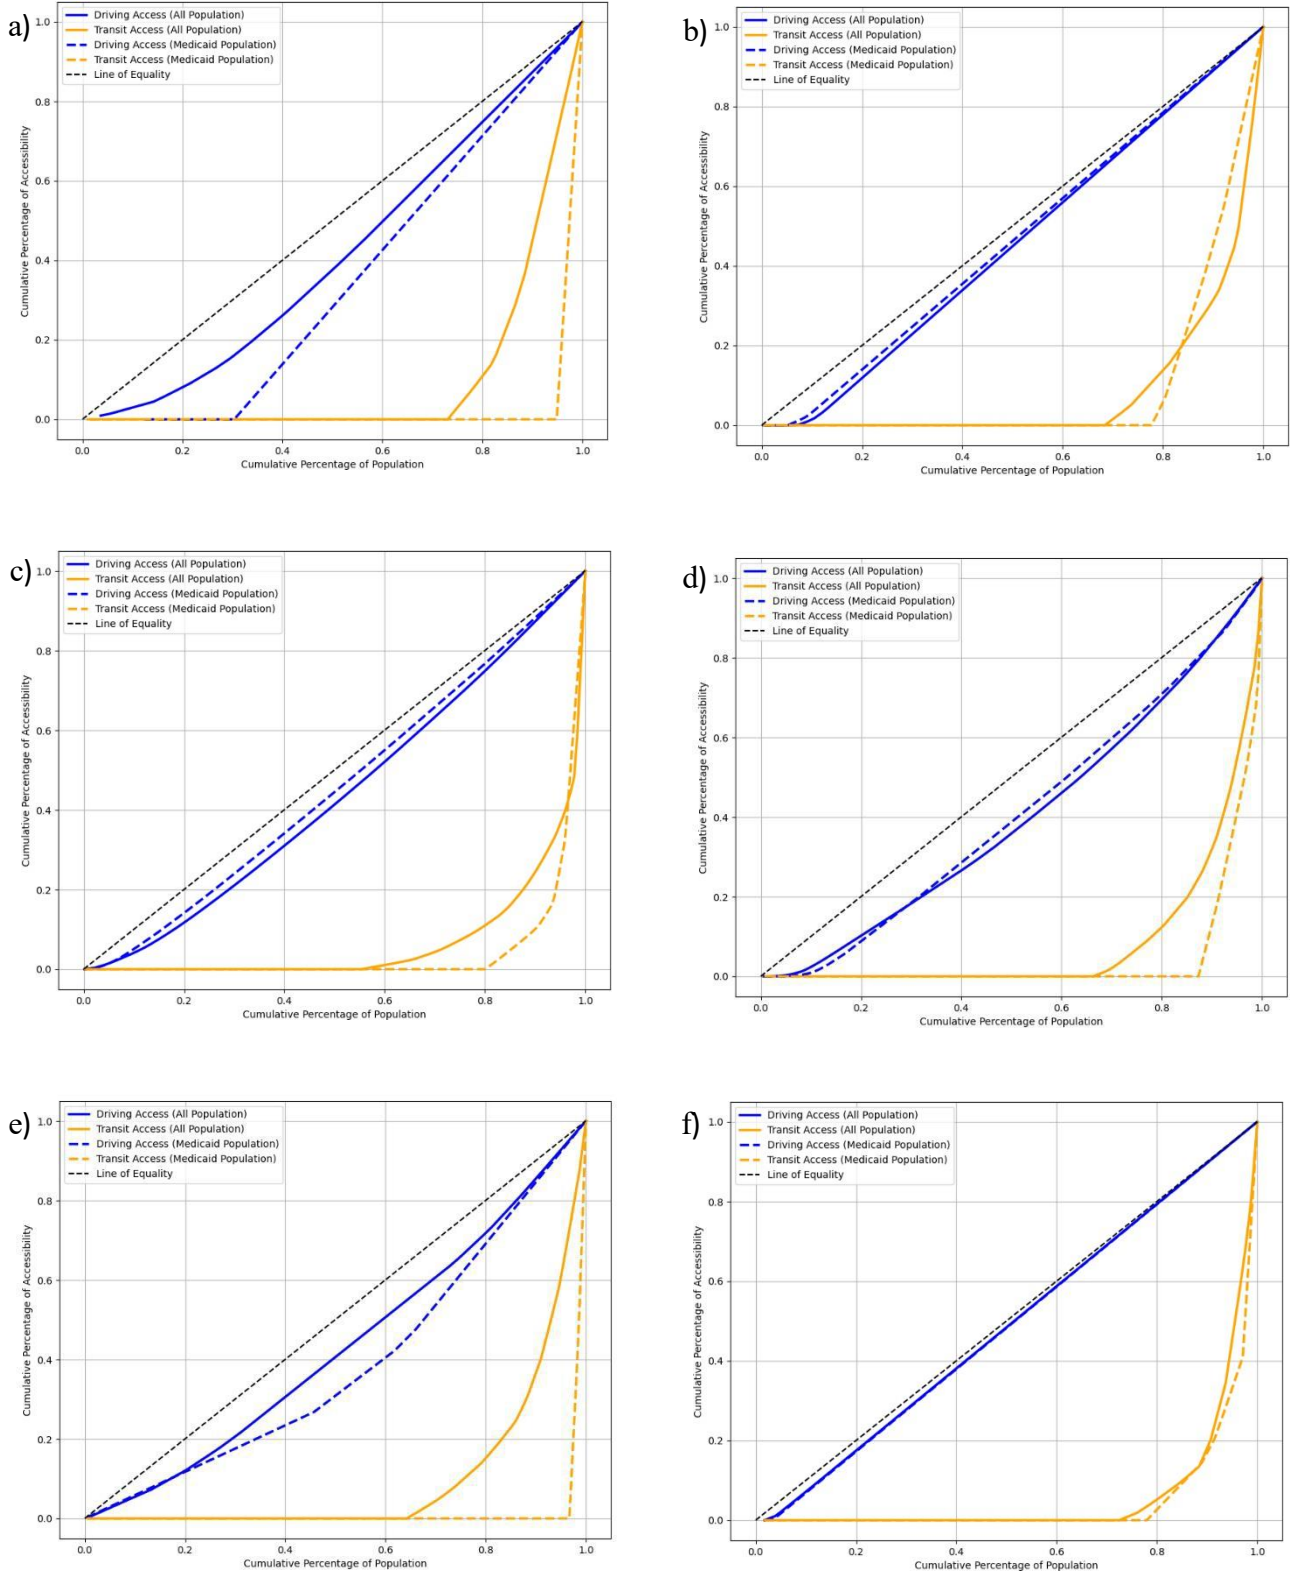 a)
Driving Access (All Population)
Transit Access (All Population)
Driving Access (Medicaid Population)
Transit Access (Medicaid Population)
Line of Equality
1.0
0.8
0.6
0.4
0.2
0.0
Cumulative Percentage of Accessibility
0.0 0.2 0.4 0.6 0.8 1.0
Cumulative Percentage of Population
b)
Driving Access (All Population)
Transit Access (All Population)
Driving Access (Medicaid Population)
Transit Access (Medicaid Population)
Line of Equality
1.0
0.8
0.6
0.4
0.2
0.0
Cumulative Percentage of Accessibility
0.0 0.2 0.4 0.6 0.8 1.0
Cumulative Percentage of Population
c)
Driving Access (All Population)
Transit Access (All Population)
Driving Access (Medicaid Population)
Transit Access (Medicaid Population)
Line of Equality
1.0
0.8
0.6
0.4
0.2
0.0
Cumulative Percentage of Accessibility
0.0 0.2 0.4 0.6 0.8 1.0
Cumulative Percentage of Population
d)
Driving Access (All Population)
Transit Access (All Population)
Driving Access (Medicaid Population)
Transit Access (Medicaid Population)
Line of Equality
1.0
0.8
0.6
0.4
0.2
0.0
Cumulative Percentage of Accessibility
0.0 0.2 0.4 0.6 0.8 1.0
Cumulative Percentage of Population
e)
Driving Access (All Population)
Transit Access (All Population)
Driving Access (Medicaid Population)
Transit Access (Medicaid Population)
Line of Equality
1.0
0.8
0.6
0.4
0.2
0.0
Cumulative Percentage of Accessibility
0.0 0.2 0.4 0.6 0.8 1.0
Cumulative Percentage of Population
f)
Driving Access (All Population)
Transit Access (All Population)
Driving Access (Medicaid Population)
Transit Access (Medicaid Population)
Line of Equality
1.0
0.8
0.6
0.4
0.2
0.0
Cumulative Percentage of Accessibility
0.0 0.2 0.4 0.6 0.8 1.0
Cumulative Percentage of Population